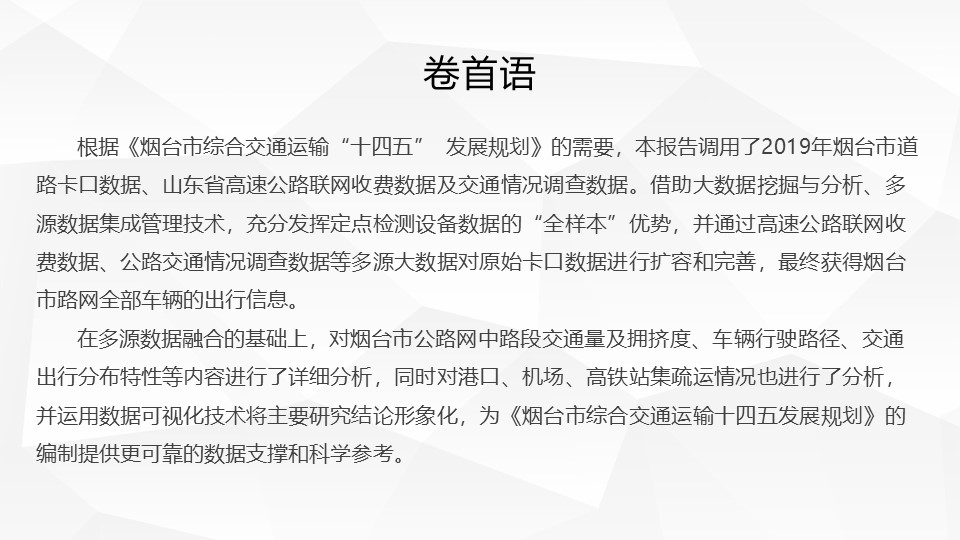 卷首语
根据《烟台市综合交通运输“十四五” 发展规划》的需要，本报告调用了2019年烟台市道
路卡口数据、山东省高速公路联网收费数据及交通情况调查数据。借助大数据挖掘与分析、多
源数据集成管理技术，充分发挥定点检测设备数据的“全样本”优势，并通过高速公路联网收
费数据、公路交通情况调查数据等多源大数据对原始卡口数据进行扩容和完善，最终获得烟台
市路网全部车辆的出行信息。
在多源数据融合的基础上，对烟台市公路网中路段交通量及拥挤度、车辆行驶路径、交通
出行分布特性等内容进行了详细分析，同时对港口、机场、高铁站集疏运情况也进行了分析，
并运用数据可视化技术将主要研究结论形象化，为《烟台市综合交通运输十四五发展规划》的
编制提供更可靠的数据支撑和科学参考。